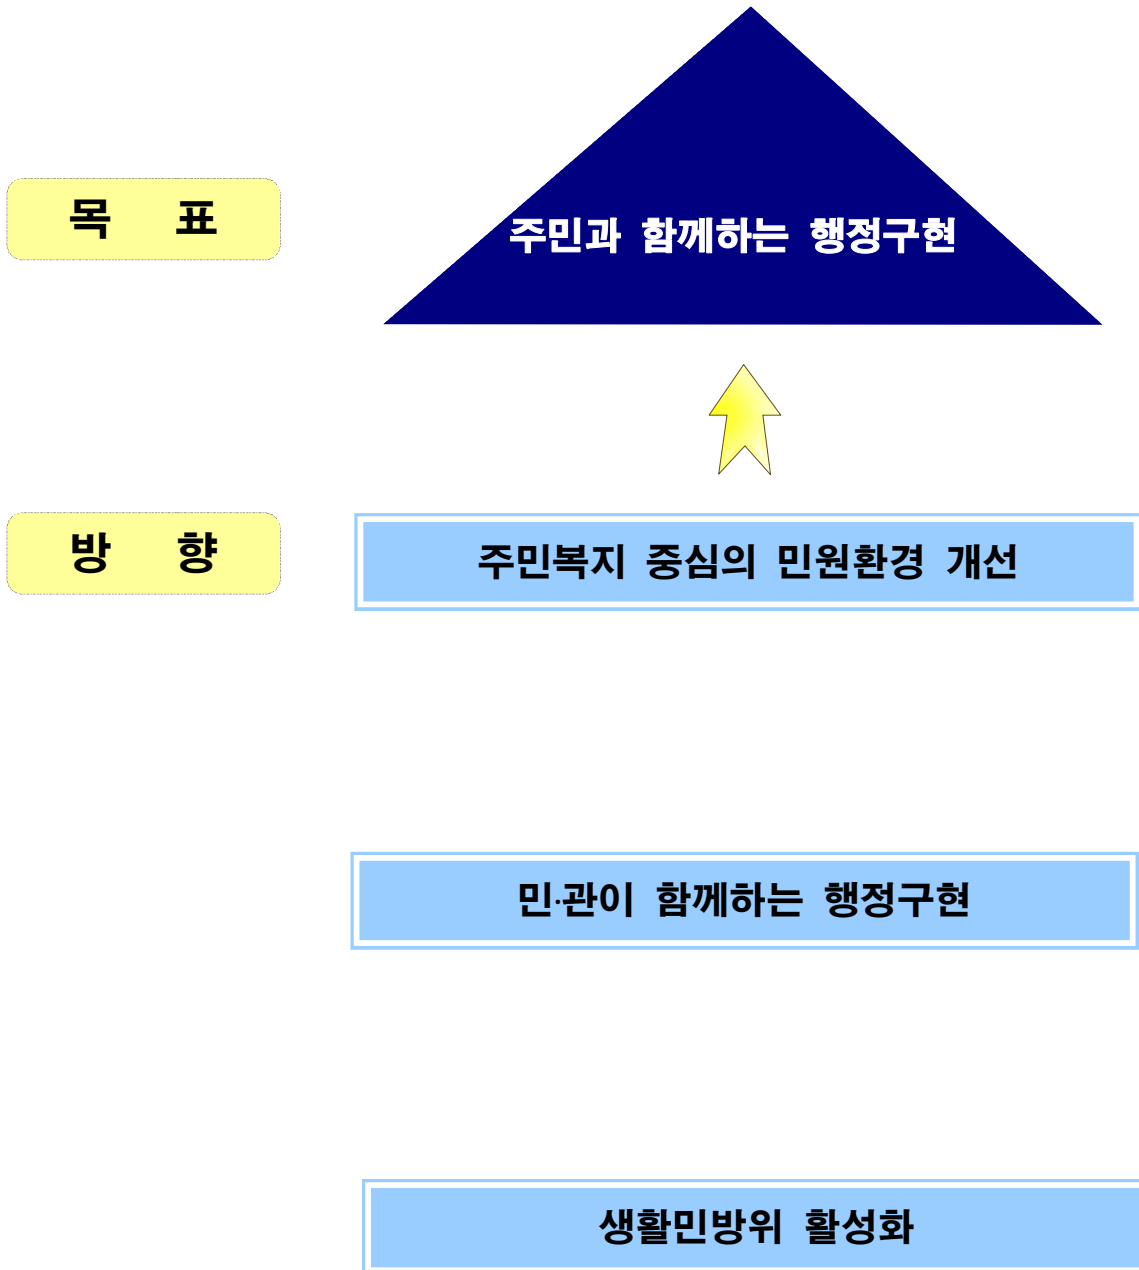 목 표
주민과 함께하는 행정구현
방 향
주민복지 중심의 민원환경 개선
민·관이 함께하는 행정구현
생활민방위 활성화